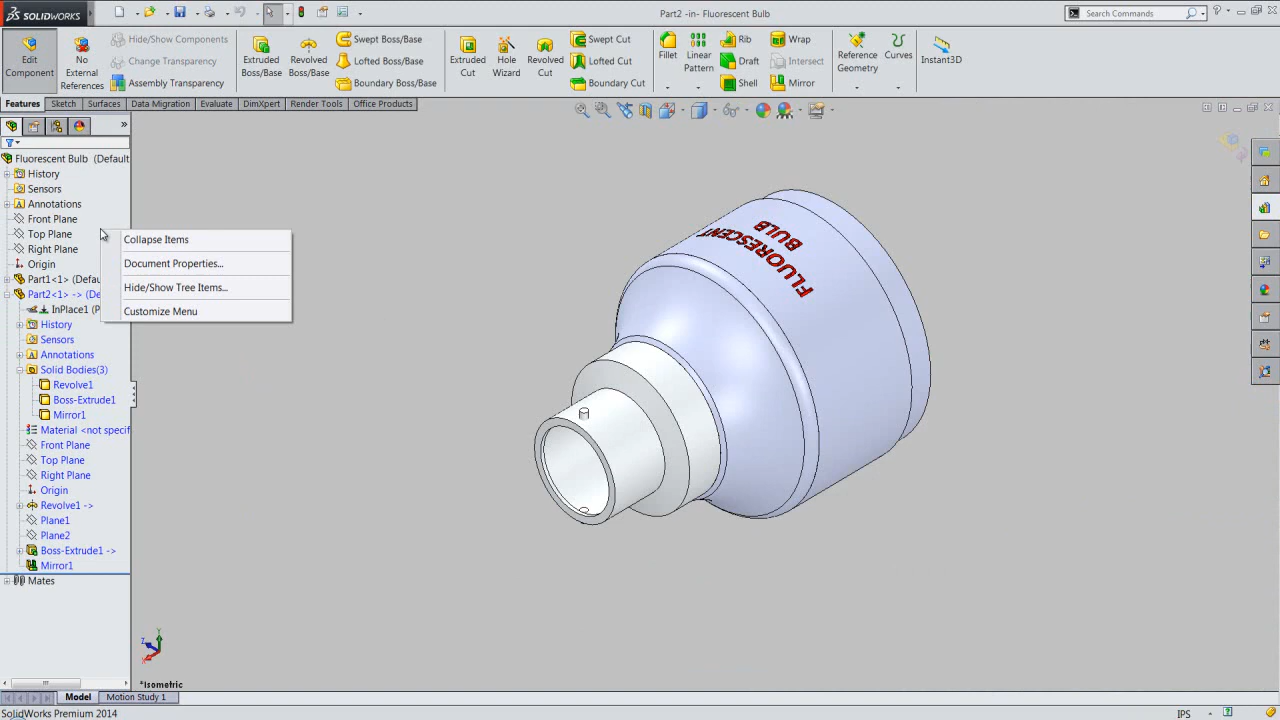 SOLIDWORKS
Part2 -in- Fluorescent Bulb
Search Commands
Edit Component
No External References
Hide/Show Components
Change Transparency
Assembly Transparency
Extruded Boss/Base
Revolved Boss/Base
Swept Boss/Base
Lofted Boss/Base
Boundary Boss/Base
Extruded Cut
Hole Wizard
Revolved Cut
Swept Cut
Lofted Cut
Boundary Cut
Fillet
Linear Pattern
Rib
Draft
Shell
Wrap
Intersect
Mirror
Reference Geometry
Curves
Instant3D
Features
Sketch
Surfaces
Data Migration
Evaluate
DimXpert
Render Tools
Office Products
Fluorescent Bulb (Default
History
Sensors
Annotations
Front Plane
Top Plane
Right Plane
Origin
Part1<1> (Defau
Part2<1> -> (De
InPlace1 (P
History
Sensors
Annotations
Solid Bodies(3)
Revolve1
Boss-Extrude1
Mirror1
Material <not specif
Front Plane
Top Plane
Right Plane
Origin
Revolve1 ->
Plane1
Plane2
Boss-Extrude1 ->
Mirror1
Mates
Collapse Items
Document Properties...
Hide/Show Tree Items...
Customize Menu
FLUORESCENT
BULB
Y
Z
X
*Isometric
Model
Motion Study 1
SolidWorks Premium 2014
IPS